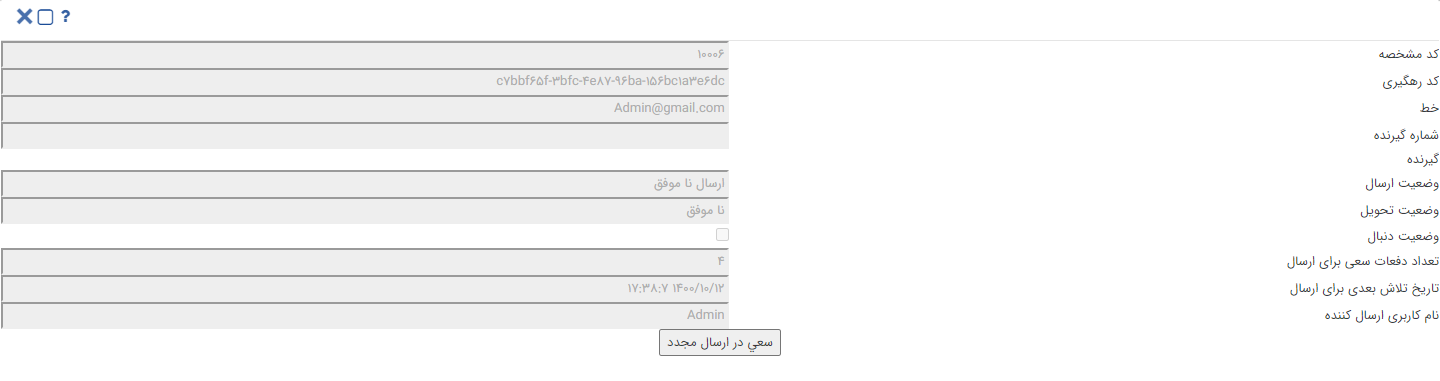 ?
کد مشخصه ۱۰۰۰۶
کد رهگیری c۷bbf۶۵f-۳bfc-۴e۸۷-۹۶ba-۱۵۶bc۱a۳e۶dc
خط Admin@gmail.com
شماره گیرنده
گیرنده
وضعیت ارسال ارسال نا موفق
وضعیت تحویل نا موفق
وضعیت دنبال
تعداد دفعات سعی برای ارسال ۴
تاریخ تلاش بعدی برای ارسال ۱۴۰۰/۱۰/۱۲ ۱۷:۳۸:۷
نام کاربری ارسال کننده Admin
سعي در ارسال مجدد